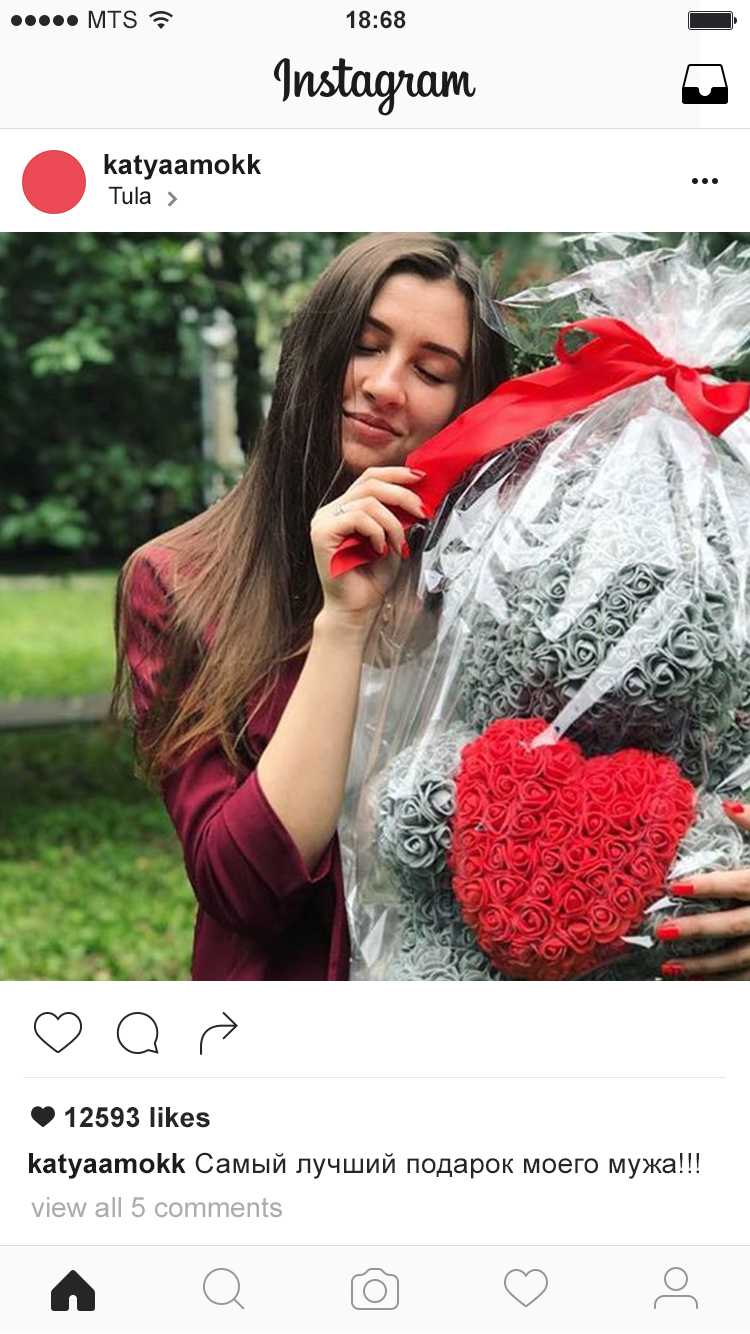 MTS 18:68
Instagram
katyaamokk
Tula
12593 likes
katyaamokk Самый лучший подарок моего мужа!!!
view all 5 comments